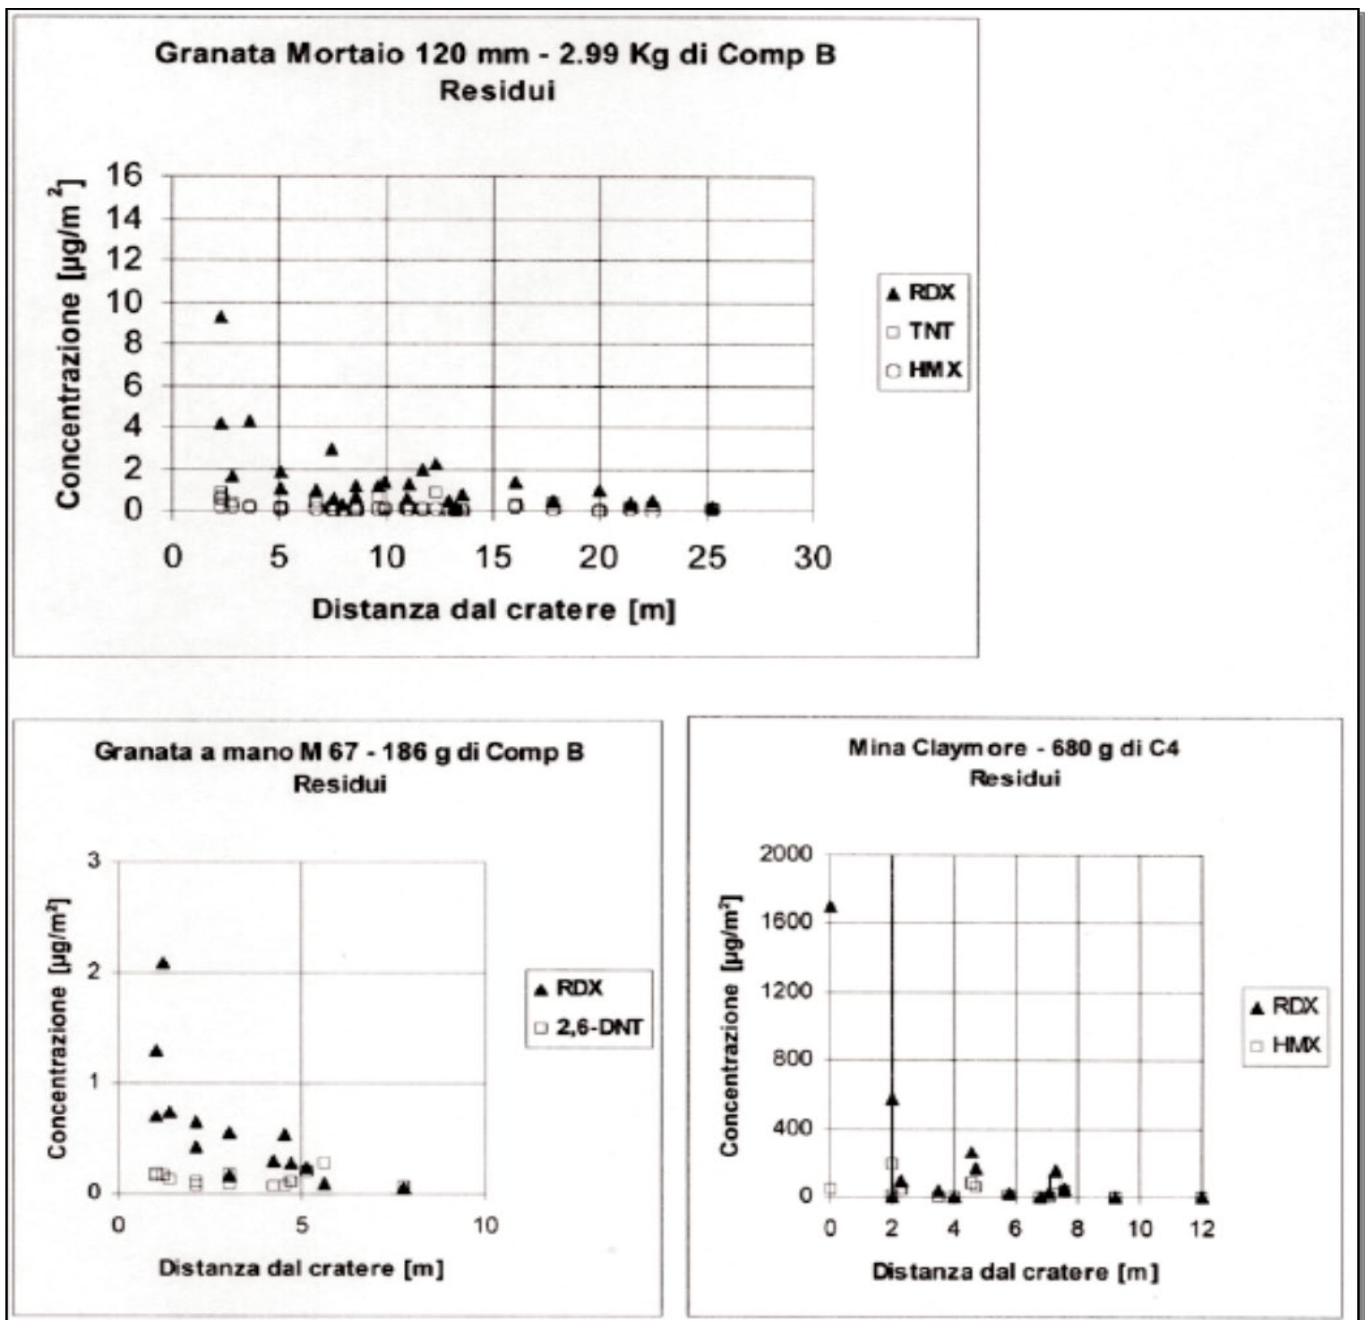 Granata Mortaio 120 mm - 2.99 Kg di Comp B
Residui
Concentrazione [µg/m²]
16
14
12
10
8
6
4
2
0
0 5 10 15 20 25 30
Distanza dal cratere [m]
RDX
TNT
HMX
Granata a mano M 67 - 186 g di Comp B
Residui
Concentrazione [µg/m²]
3
2
1
0
0 5 10
Distanza dal cratere [m]
RDX
2,6-DNT
Mina Claymore - 680 g di C4
Residui
Concentrazione [µg/m²]
2000
1600
1200
800
400
0
0 2 4 6 8 10 12
Distanza dal cratere [m]
RDX
HMX